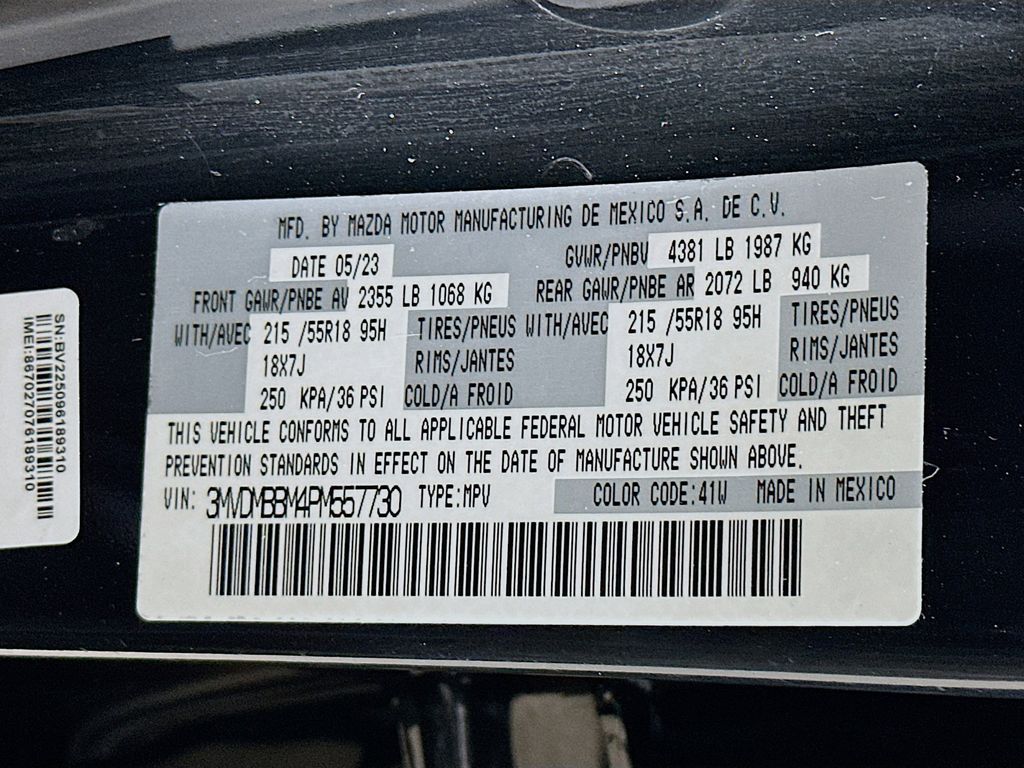 MFD. BY MAZDA MOTOR MANUFACTURING DE MEXICO S.A. DE C.V.
DATE 05/23 GVWR/PNBV 4381 LB 1987 KG
FRONT GAWR/PNBE AV 2355 LB 1068 KG REAR GAWR/PNBE AR 2072 LB 940 KG
WITH/AVEC 215 /55R18 95H TIRES/PNEUS WITH/AVEC 215 /55R18 95H TIRES/PNEUS
18X7J RIMS/JANTES 18X7J RIMS/JANTES
250 KPA/36 PSI COLD/A FROID 250 KPA/36 PSI COLD/A FROID
THIS VEHICLE CONFORMS TO ALL APPLICABLE FEDERAL MOTOR VEHICLE SAFETY AND THEFT
PREVENTION STANDARDS IN EFFECT ON THE DATE OF MANUFACTURE SHOWN ABOVE.
VIN: 3MVDMBBM4PM557730 TYPE:MPV COLOR CODE:41W MADE IN MEXICO
SN:BV225096189310
IMEI:867027076189310